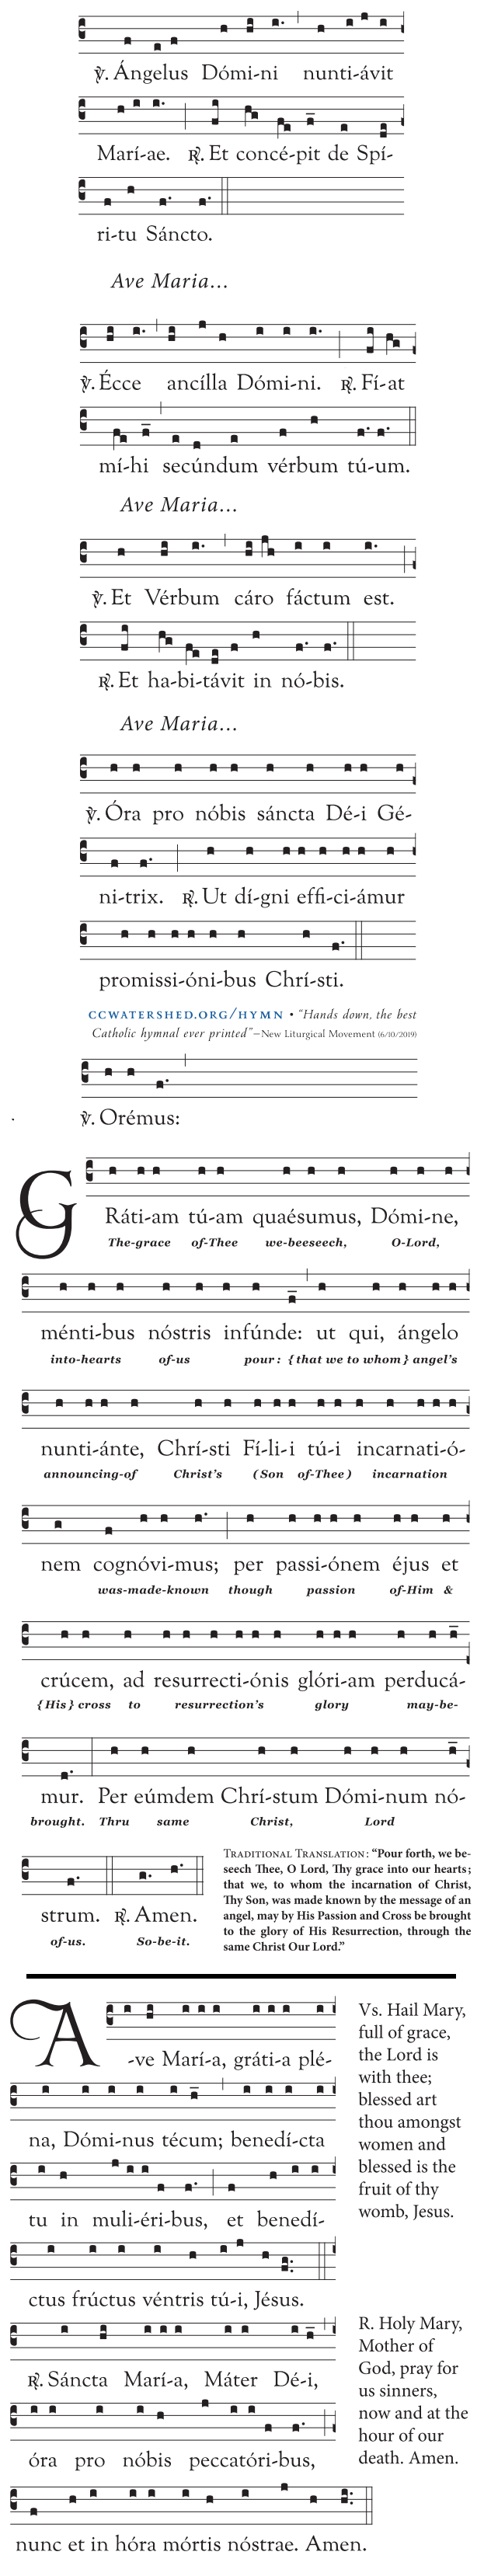 ℣. Ángelus Dómi-ni nunti-ávit
Marí-ae. ℟. Et concé-pit de Spí-
ri-tu Sáncto.
Ave Maria...
℣. Écce ancílla Dómi-ni. ℟. Fí-at
mí-hi secúndum vérbum tú-um.
Ave Maria...
℣. Et Vérbum cáro fáctum est.
℟. Et ha-bi-távit in nó-bis.
Ave Maria...
℣. Óra pro nóbis sáncta Dé-i Gé-
ni-trix. ℟. Ut dí-gni effi-ci-ámur
promissi-óni-bus Chrí-sti.
CCWATERSHED.ORG/HYMN • “Hands down, the best
Catholic hymnal ever printed”—New Liturgical Movement (6/10/2019)
℣. Orémus:
GRáti-am tú-am quaésumus, Dómi-ne,
The-grace of-Thee we-beeseech, O-Lord,
ménti-bus nóstris infúnde: ut qui, ángelo
into-hearts of-us pour: {that we to whom} angel’s
nunti-ánte, Chrí-sti Fí-li-i tú-i incarnati-ó-
announcing-of Christ’s (Son of-Thee) incarnation
nem cognóvi-mus; per passi-ónem éjus et
was-made-known though passion of-Him &
crúcem, ad resurrecti-ónis glóri-am perducá-
{His} cross to resurrection’s glory may-be-
mur. Per eúmdem Chrí-stum Dómi-num nó-
brought. Thru same Christ, Lord
strum. ℟. Amen.
of-us. So-be-it.
Traditional Translation: “Pour forth, we be-
seech Thee, O Lord, Thy grace into our hearts;
that we, to whom the incarnation of Christ,
Thy Son, was made known by the message of an
angel, may by His Passion and Cross be brought
to the glory of His Resurrection, through the
same Christ Our Lord.”
A-ve Marí-a, gráti-a plé-
na, Dómi-nus técum; benedí-cta
tu in muli-éri-bus, et benedí-
ctus frúctus véntris tú-i, Jésus.
Vs. Hail Mary,
full of grace,
the Lord is
with thee;
blessed art
thou amongst
women and
blessed is the
fruit of thy
womb, Jesus.
℟. Sáncta Marí-a, Máter Dé-i,
óra pro nóbis peccatóri-bus,
nunc et in hóra mórtis nóstrae. Amen.
R. Holy Mary,
Mother of
God, pray for
us sinners,
now and at the
hour of our
death. Amen.